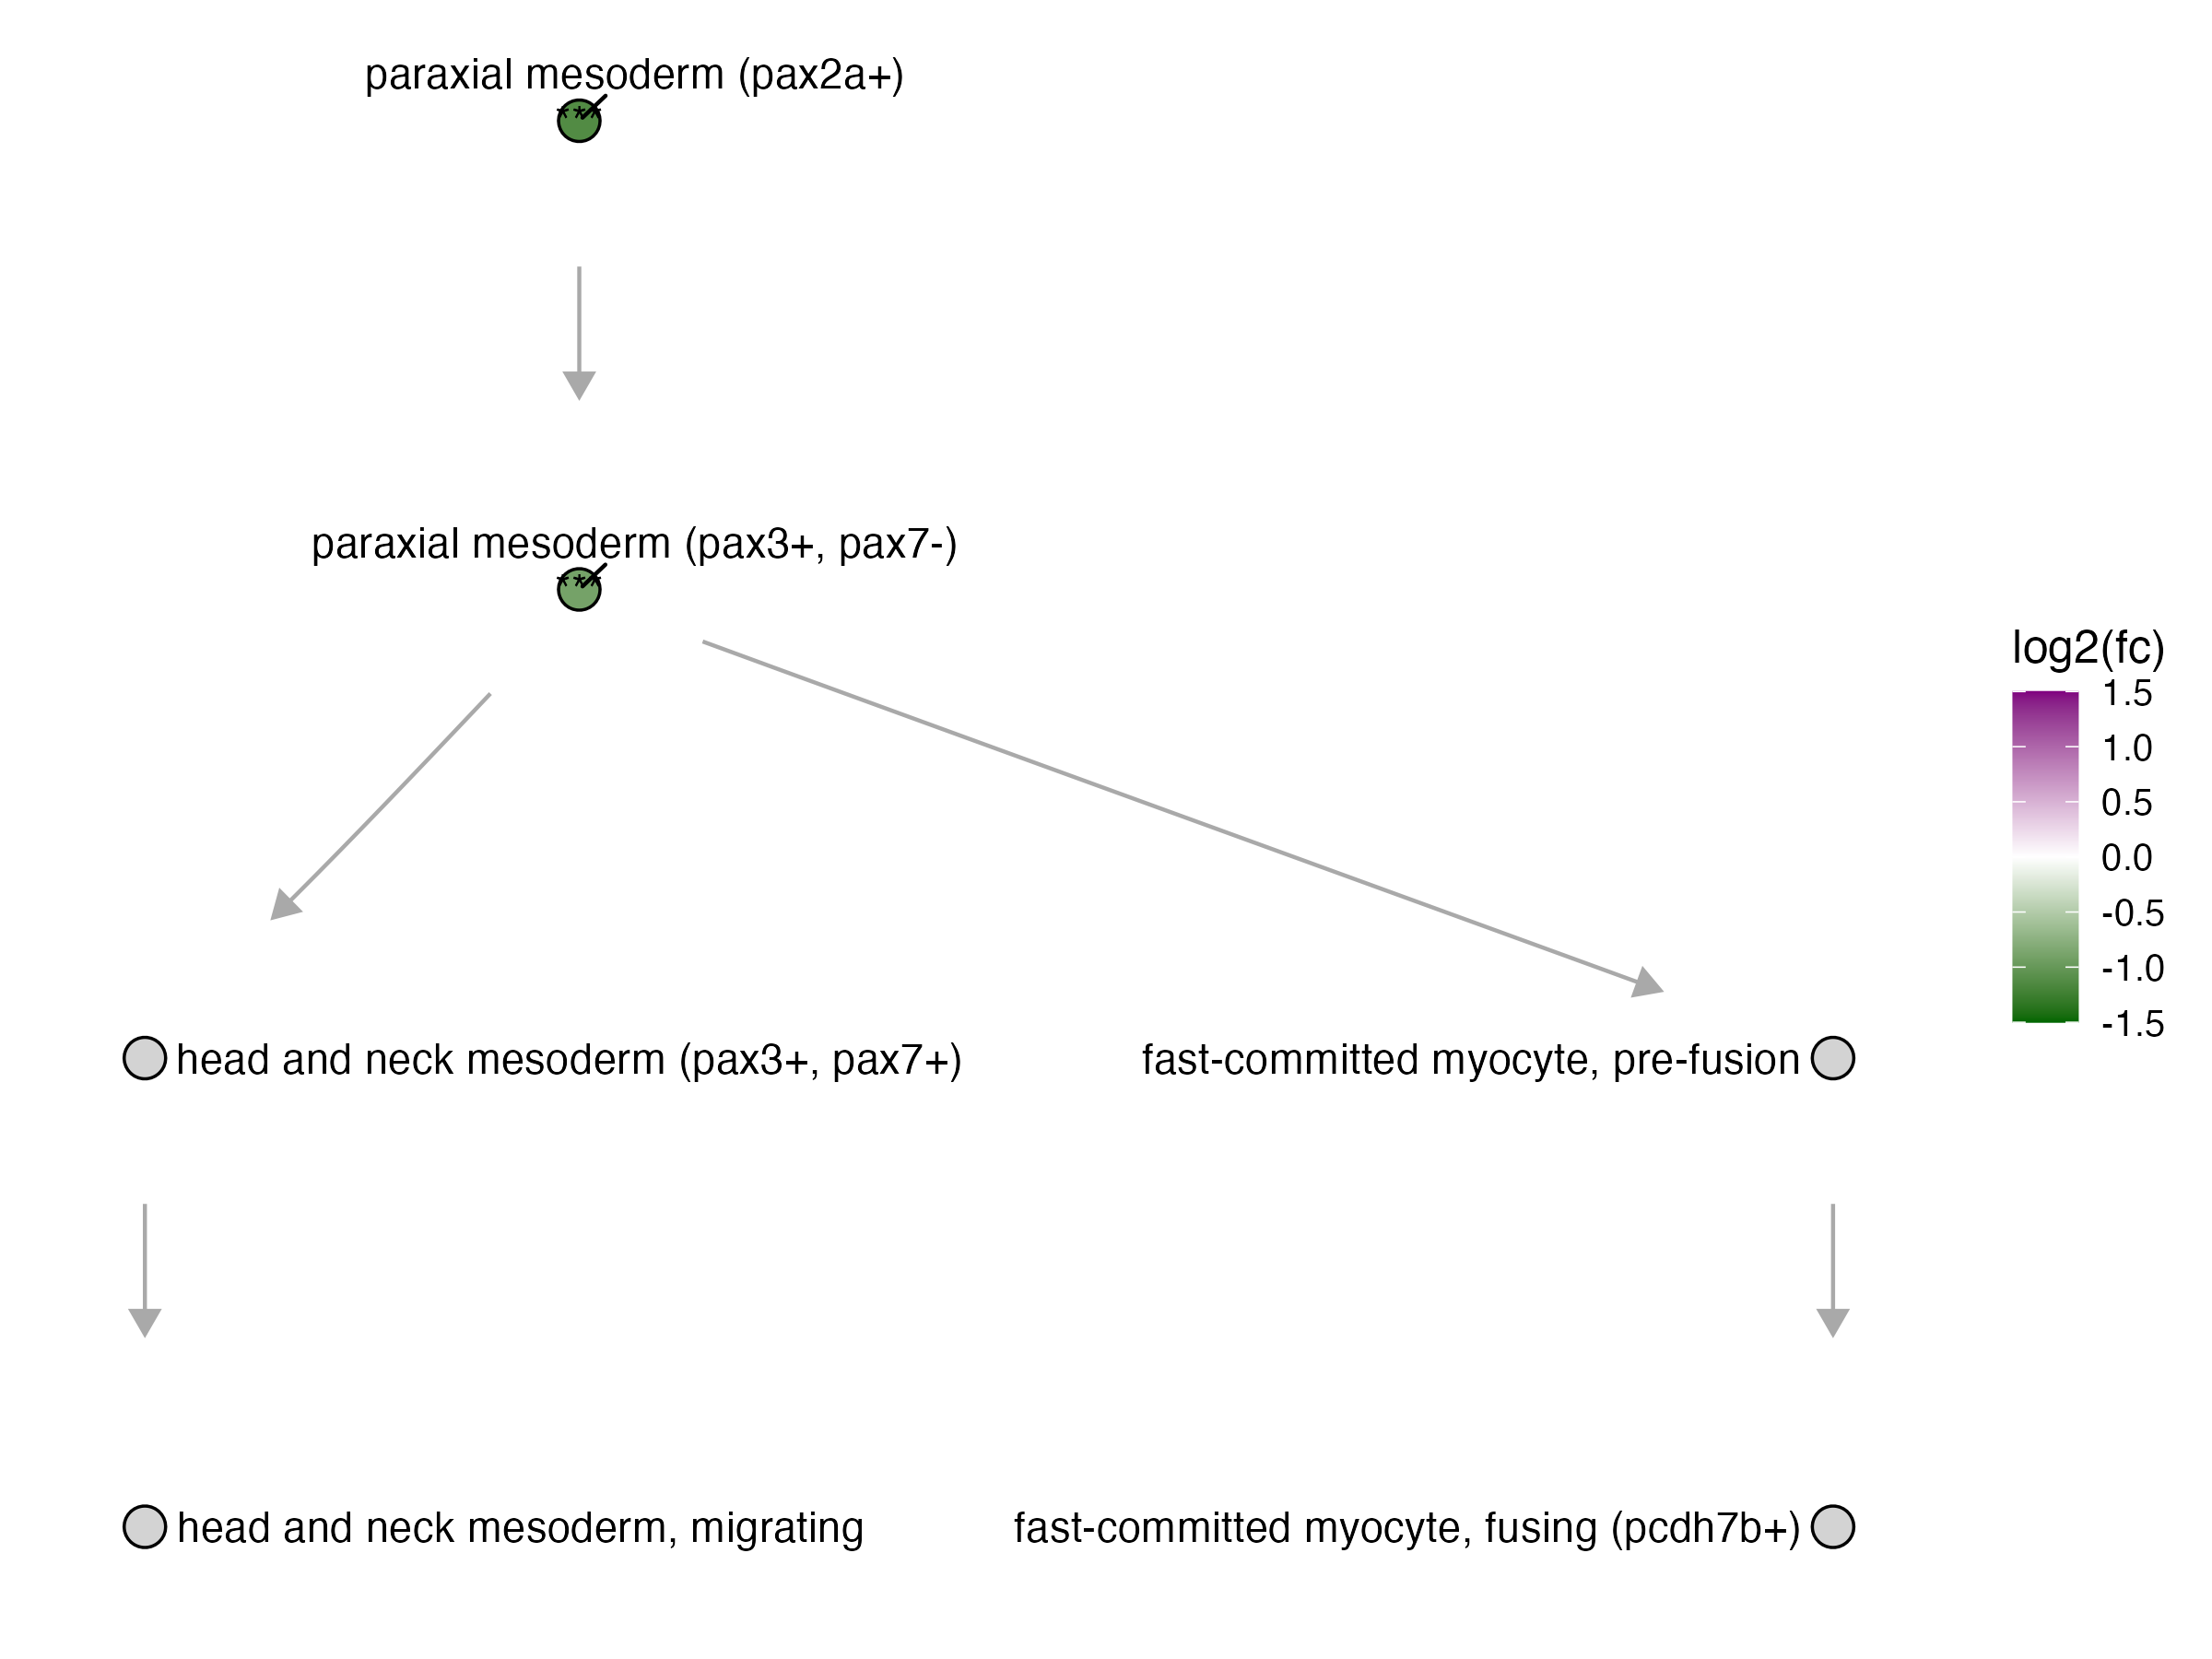 paraxial mesoderm (pax2a+)
***
paraxial mesoderm (pax3+, pax7-)
***
log2(fc)
1.5
1.0
0.5
0.0
-0.5
-1.0
-1.5
head and neck mesoderm (pax3+, pax7+)
fast-committed myocyte, pre-fusion
head and neck mesoderm, migrating
fast-committed myocyte, fusing (pcdh7b+)